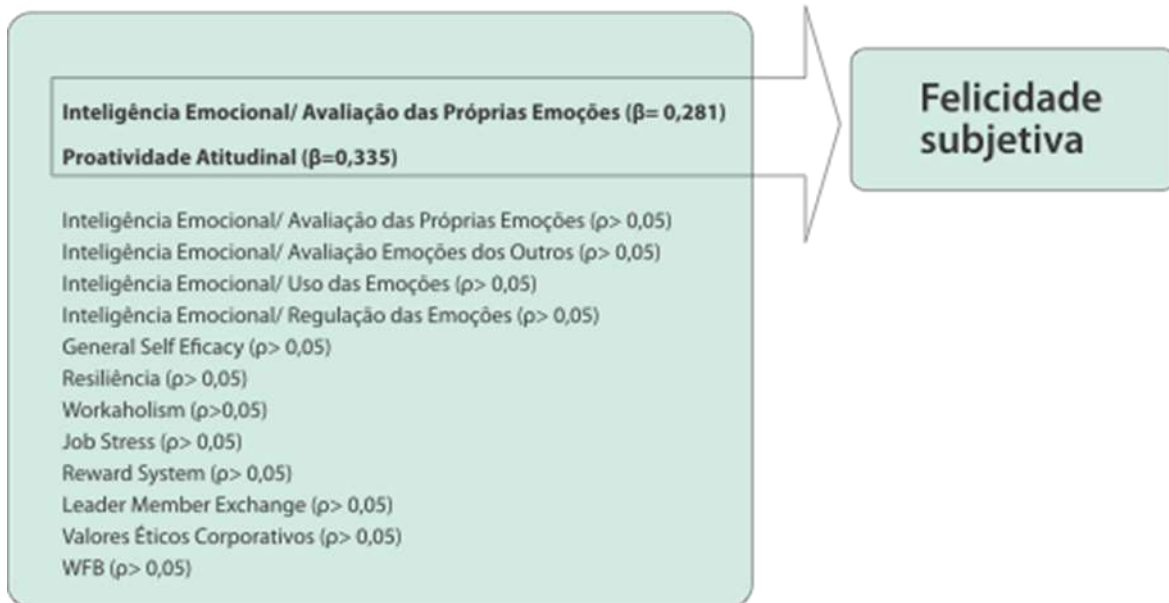 Inteligência Emocional/ Avaliação das Próprias Emoções (β= 0,281)
Proatividade Atitudinal (β=0,335)
Inteligência Emocional/ Avaliação das Próprias Emoções (ρ> 0,05)
Inteligência Emocional/ Avaliação Emoções dos Outros (ρ> 0,05)
Inteligência Emocional/ Uso das Emoções (ρ> 0,05)
Inteligência Emocional/ Regulação das Emoções (ρ> 0,05)
General Self Eficacy (ρ> 0,05)
Resiliência (ρ> 0,05)
Workaholism (ρ>0,05)
Job Stress (ρ> 0,05)
Reward System (ρ> 0,05)
Leader Member Exchange (ρ> 0,05)
Valores Éticos Corporativos (ρ> 0,05)
WFB (ρ> 0,05)
Felicidade
subjetiva